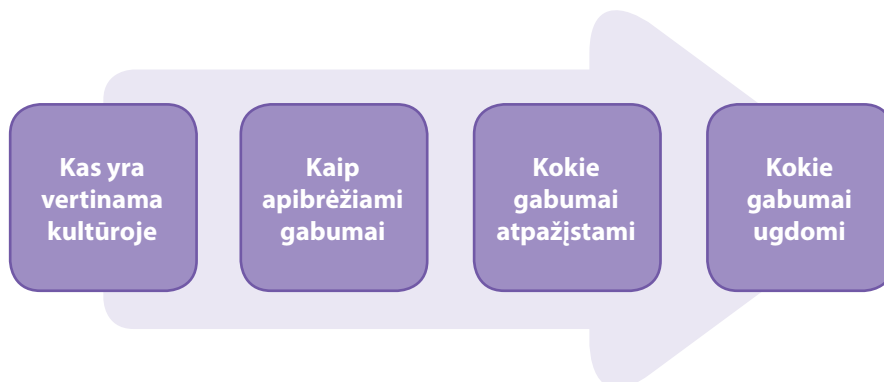 Kas yra
vertinama
kultūroje
Kaip
apibrėžiami
gabumai
Kokie
gabumai
atpažįstami
Kokie
gabumai
ugdomi